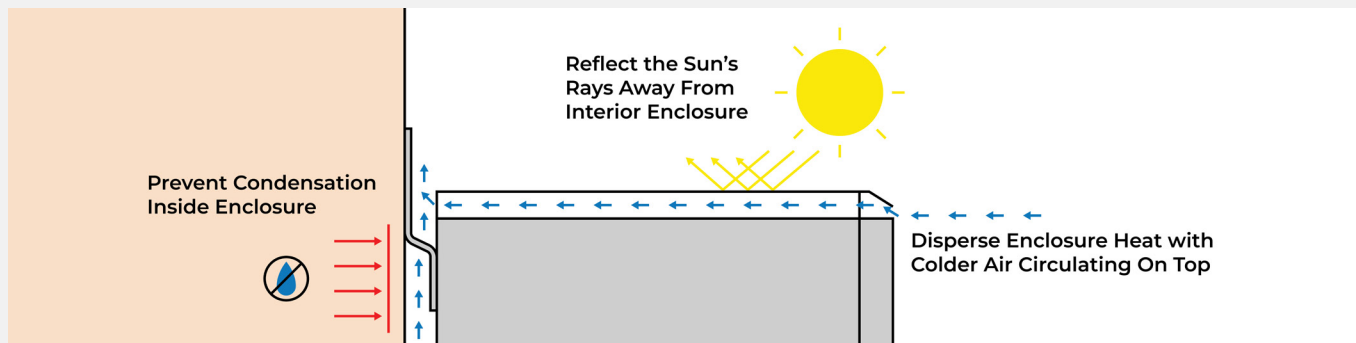 Reflect the Sun's
Rays Away From
Interior Enclosure
Prevent Condensation
Inside Enclosure
Disperse Enclosure Heat with
Colder Air Circulating On Top